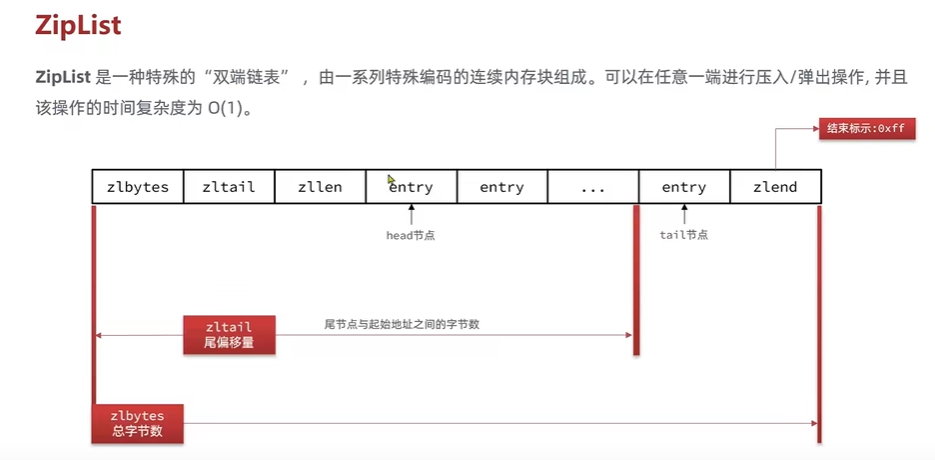 ZipList
ZipList 是一种特殊的“双端链表” ，由一系列特殊编码的连续内存块组成。可以在任意一端进行压入/弹出操作, 并且
该操作的时间复杂度为 O(1)。
结束标示:0xff
zlbytes zltail zllen entry entry ... entry zlend
head节点 tail节点
zltail
尾偏移量
尾节点与起始地址之间的字节数
zlbytes
总字节数